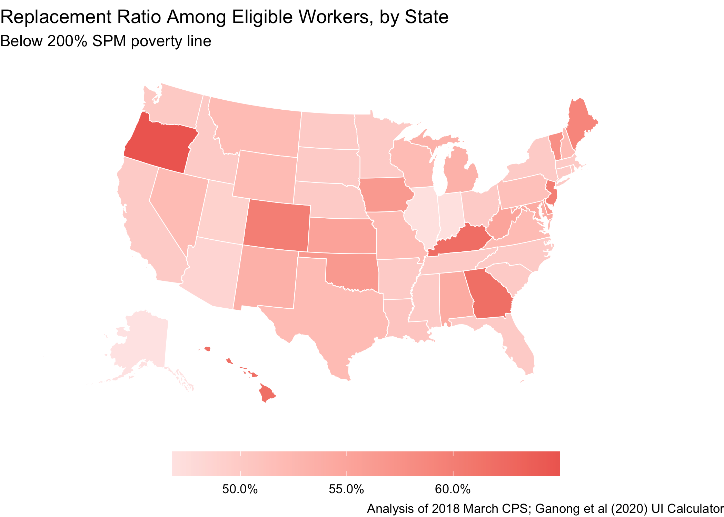 Replacement Ratio Among Eligible Workers, by State
Below 200% SPM poverty line
50.0% 55.0% 60.0%
Analysis of 2018 March CPS; Ganong et al (2020) UI Calculator